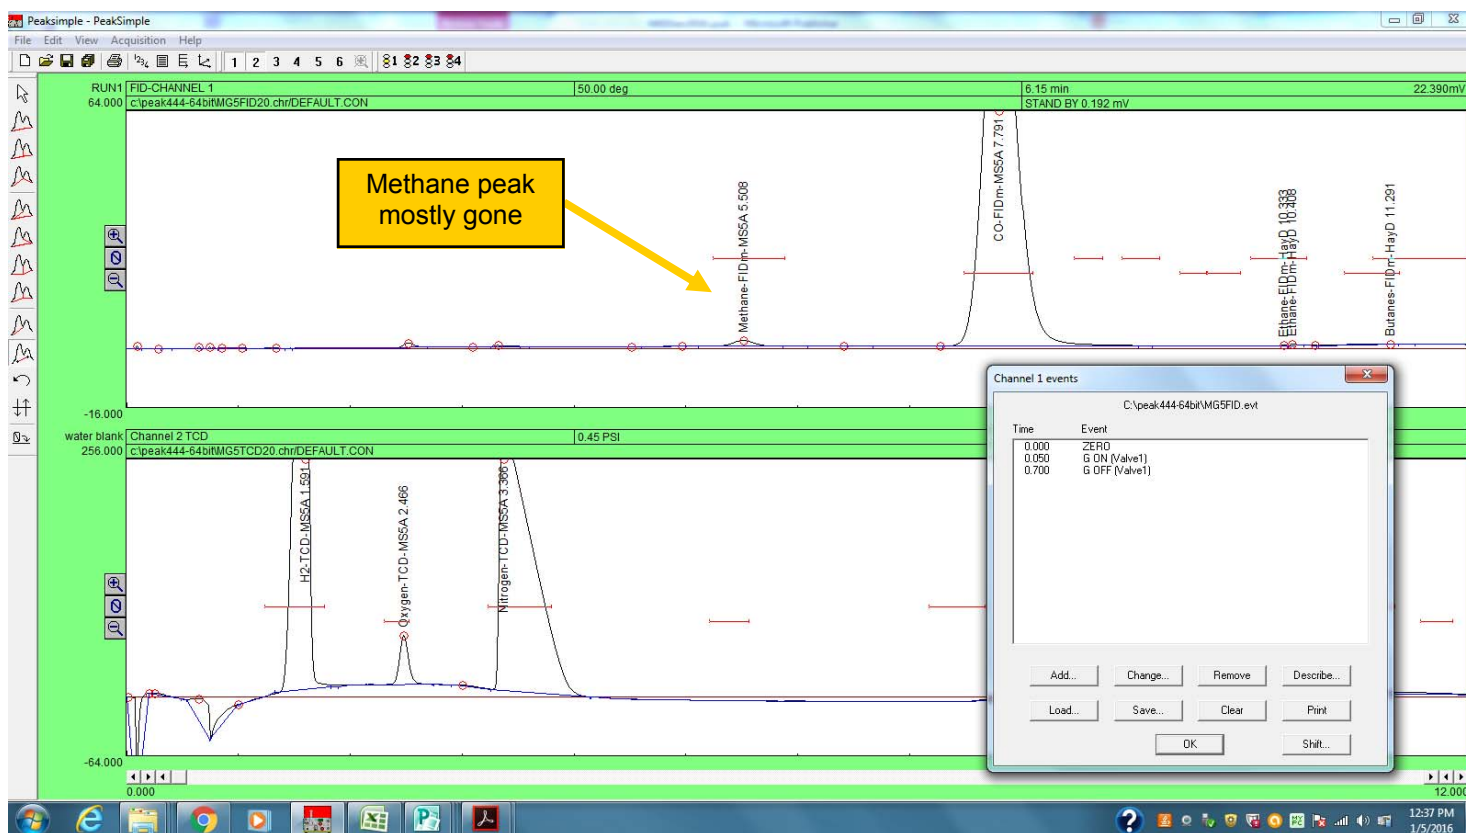 Peaksimple - PeakSimple
File Edit View Acquisition Help
1 2 3 4 5 6 1 2 3 4
RUN1 FID-CHANNEL 1 50.00 deg 6.15 min 22.390mV
64.000 c:\peak444-64bit\MG5FID20.chr/DEFAULT.CON STAND BY 0.192 mV
Methane peak
mostly gone
Methane-FIDm-MS5A 5.508
CO-FIDm-MS5A 7.791
Ethane-FIDm-HayD 10.333
Ethane-FIDm-HayD 10.408
Butanes-FIDm-HayD 11.291
-16.000
water blank Channel 2 TCD 0.45 PSI
256.000 c:\peak444-64bit\MG5TCD20.chr/DEFAULT.CON
H2-TCD-MS5A 1.591
Oxygen-TCD-MS5A 2.466
Nitrogen-TCD-MS5A 3.366
-64.000
0.000 12.000
Channel 1 events
C:\peak444-64bit\MG5FID.evt
Time Event
0.000 ZERO
0.050 G ON (Valve1)
0.700 G OFF (Valve1)
Add... Change... Remove Describe...
Load... Save... Clear Print
OK Shift...
12:37 PM
1/5/2016